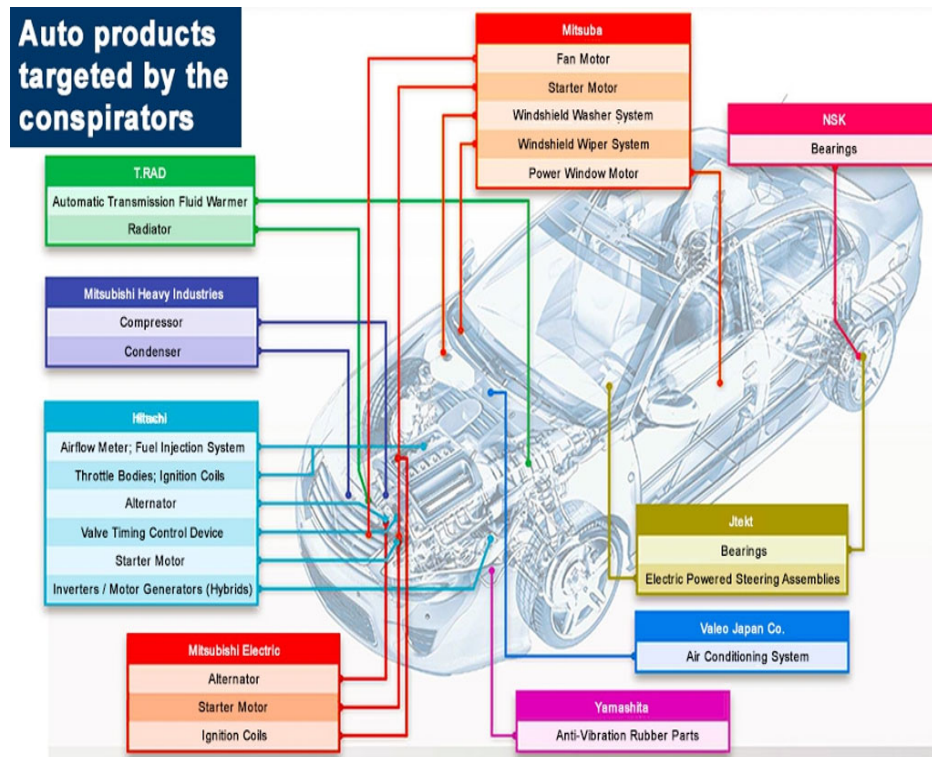 Auto products
targeted by the
conspirators
Mitsuba
Fan Motor
Starter Motor
Windshield Washer System
Windshield Wiper System
Power Window Motor
NSK
Bearings
T.RAD
Automatic Transmission Fluid Warmer
Radiator
Mitsubishi Heavy Industries
Compressor
Condenser
Hitachi
Airflow Meter; Fuel Injection System
Throttle Bodies; Ignition Coils
Alternator
Valve Timing Control Device
Starter Motor
Inverters / Motor Generators (Hybrids)
Jtekt
Bearings
Electric Powered Steering Assemblies
Valeo Japan Co.
Air Conditioning System
Mitsubishi Electric
Alternator
Starter Motor
Ignition Coils
Yamashita
Anti-Vibration Rubber Parts